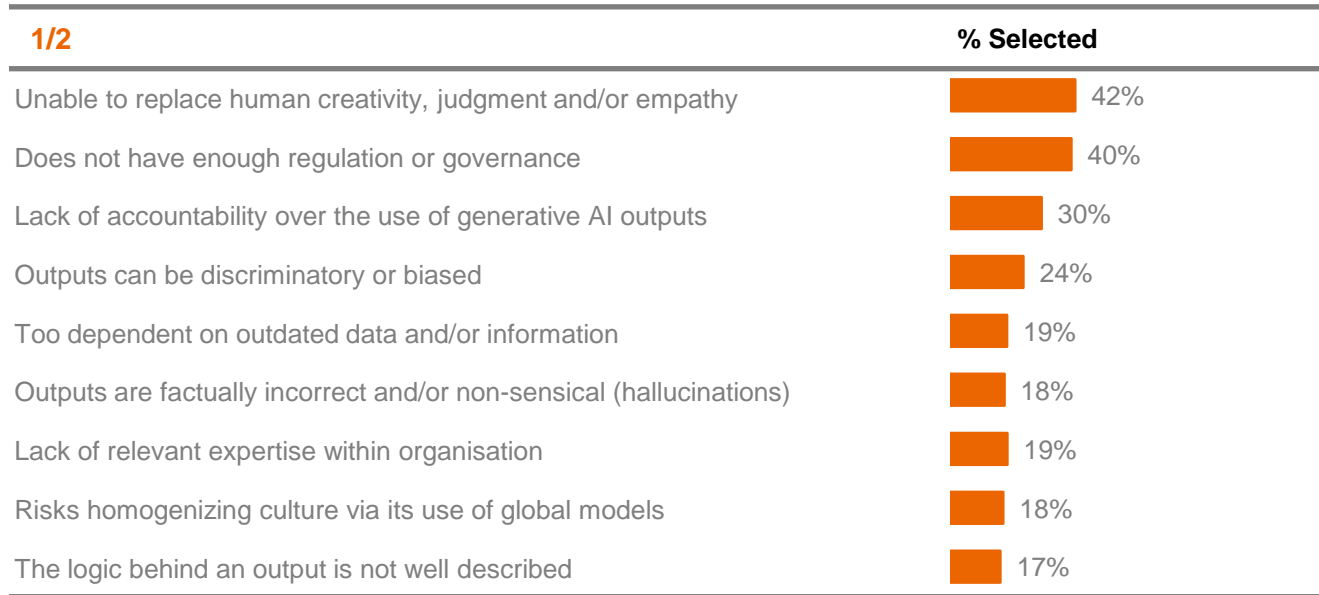 1/2 % Selected
Unable to replace human creativity, judgment and/or empathy 42%
Does not have enough regulation or governance 40%
Lack of accountability over the use of generative AI outputs 30%
Outputs can be discriminatory or biased 24%
Too dependent on outdated data and/or information 19%
Outputs are factually incorrect and/or non-sensical (hallucinations) 18%
Lack of relevant expertise within organisation 19%
Risks homogenizing culture via its use of global models 18%
The logic behind an output is not well described 17%